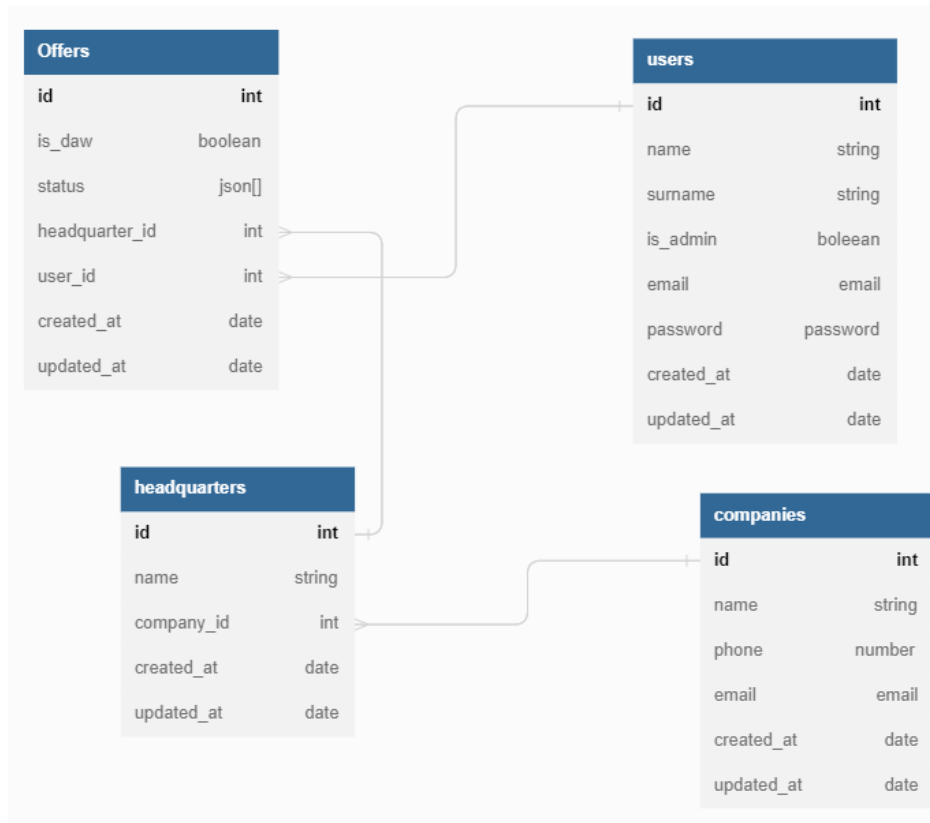 Offers
id int
is_daw boolean
status json[]
headquarter_id int
user_id int
created_at date
updated_at date
users
id int
name string
surname string
is_admin boleean
email email
password password
created_at date
updated_at date
headquarters
id int
name string
company_id int
created_at date
updated_at date
companies
id int
name string
phone number
email email
created_at date
updated_at date